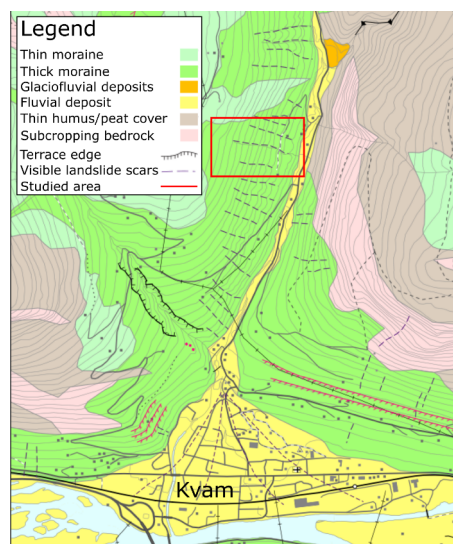 Legend
Thin moraine
Thick moraine
Glaciofluvial deposits
Fluvial deposit
Thin humus/peat cover
Subcropping bedrock
Terrace edge
Visible landslide scars
Studied area
Kvam